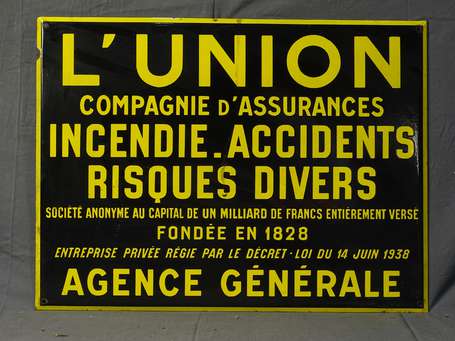 L'UNION
COMPAGNIE D'ASSURANCES
INCENDIE.ACCIDENTS
RISQUES DIVERS
SOCIÉTÉ ANONYME AU CAPITAL DE UN MILLIARD DE FRANCS ENTIÈREMENT VERSÉ
FONDÉE EN 1828
ENTREPRISE PRIVÉE RÉGIE PAR LE DÉCRET-LOI DU 14 JUIN 1938
AGENCE GÉNÉRALE